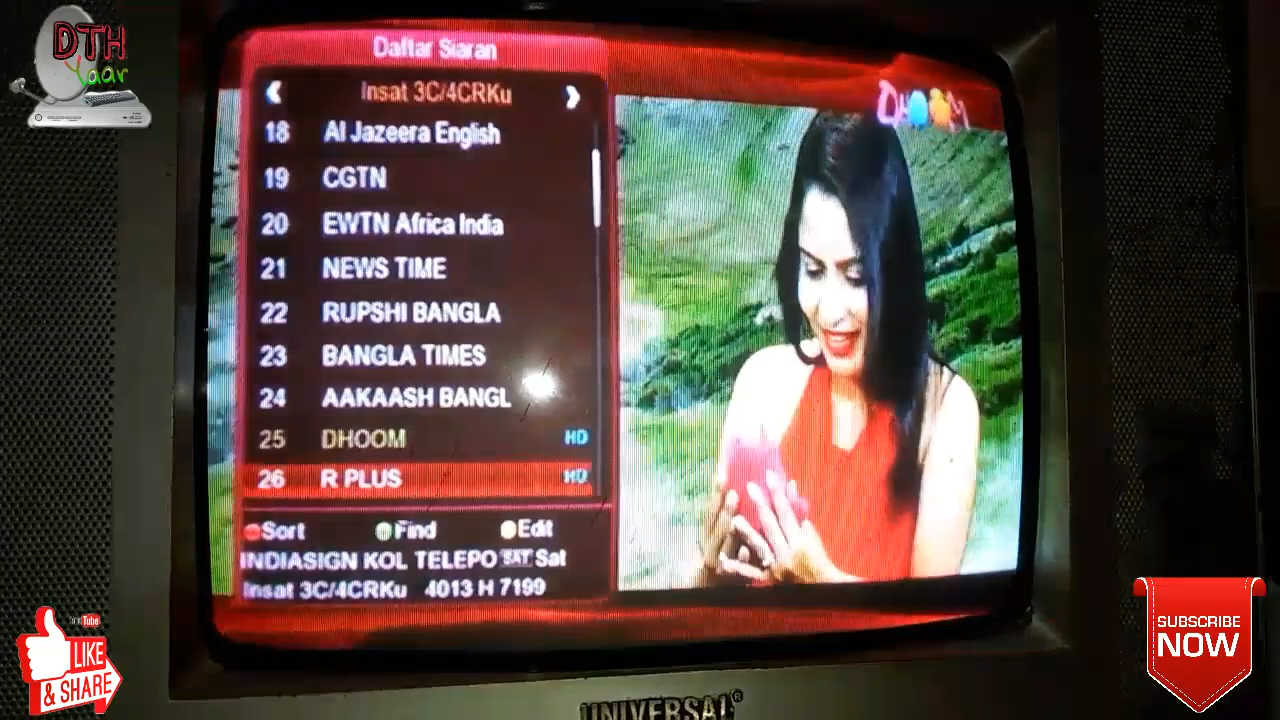 DTH
Yaar
Daftar Siaran
Insat 3C/4CRKu
18 Al Jazeera English
19 CGTN
20 EWTN Africa India
21 NEWS TIME
22 RUPSHI BANGLA
23 BANGLA TIMES
24 AAKAASH BANGL
25 DHOOM HD
26 R PLUS HD
Sort Find Edit
INDIASIGN KOL TELEPO SAT Sat
Insat 3C/4CRKu 4013 H 7199
DHOOM
UNIVERSAL®
YouTube
LIKE
& SHARE
SUBSCRIBE
NOW